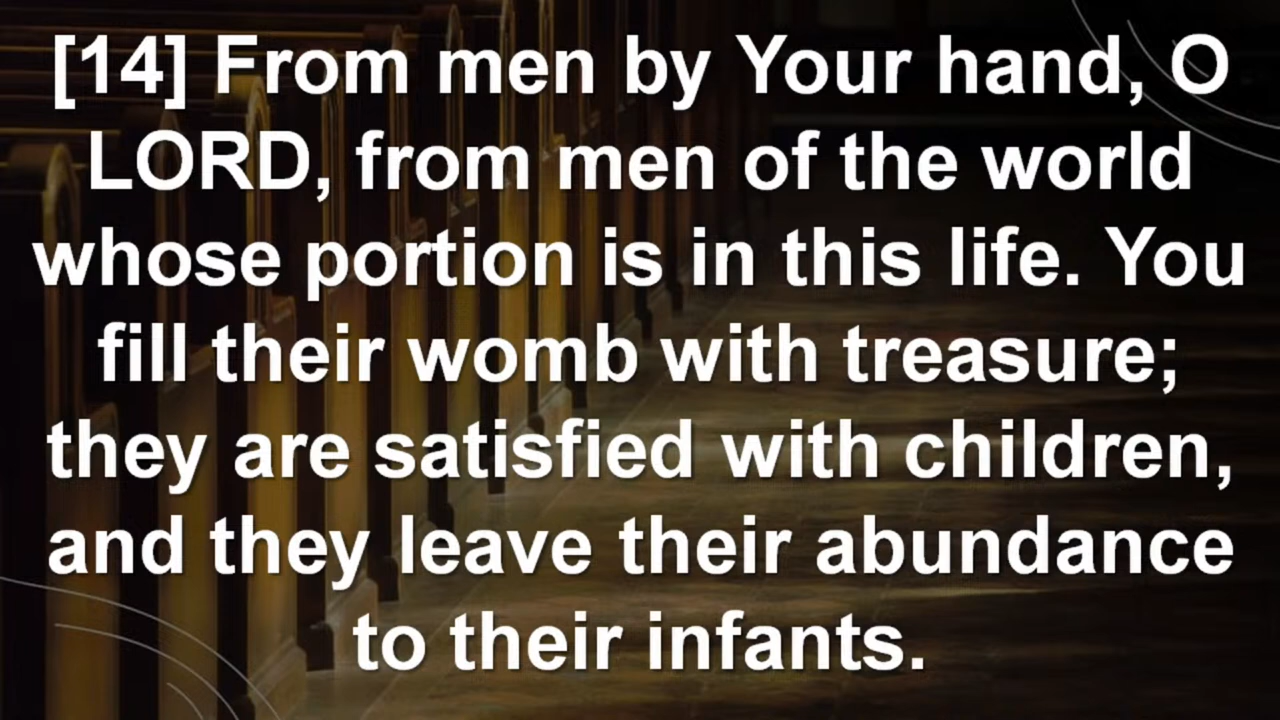 [14] From men by Your hand, O
LORD, from men of the world
whose portion is in this life. You
fill their womb with treasure;
they are satisfied with children,
and they leave their abundance
to their infants.